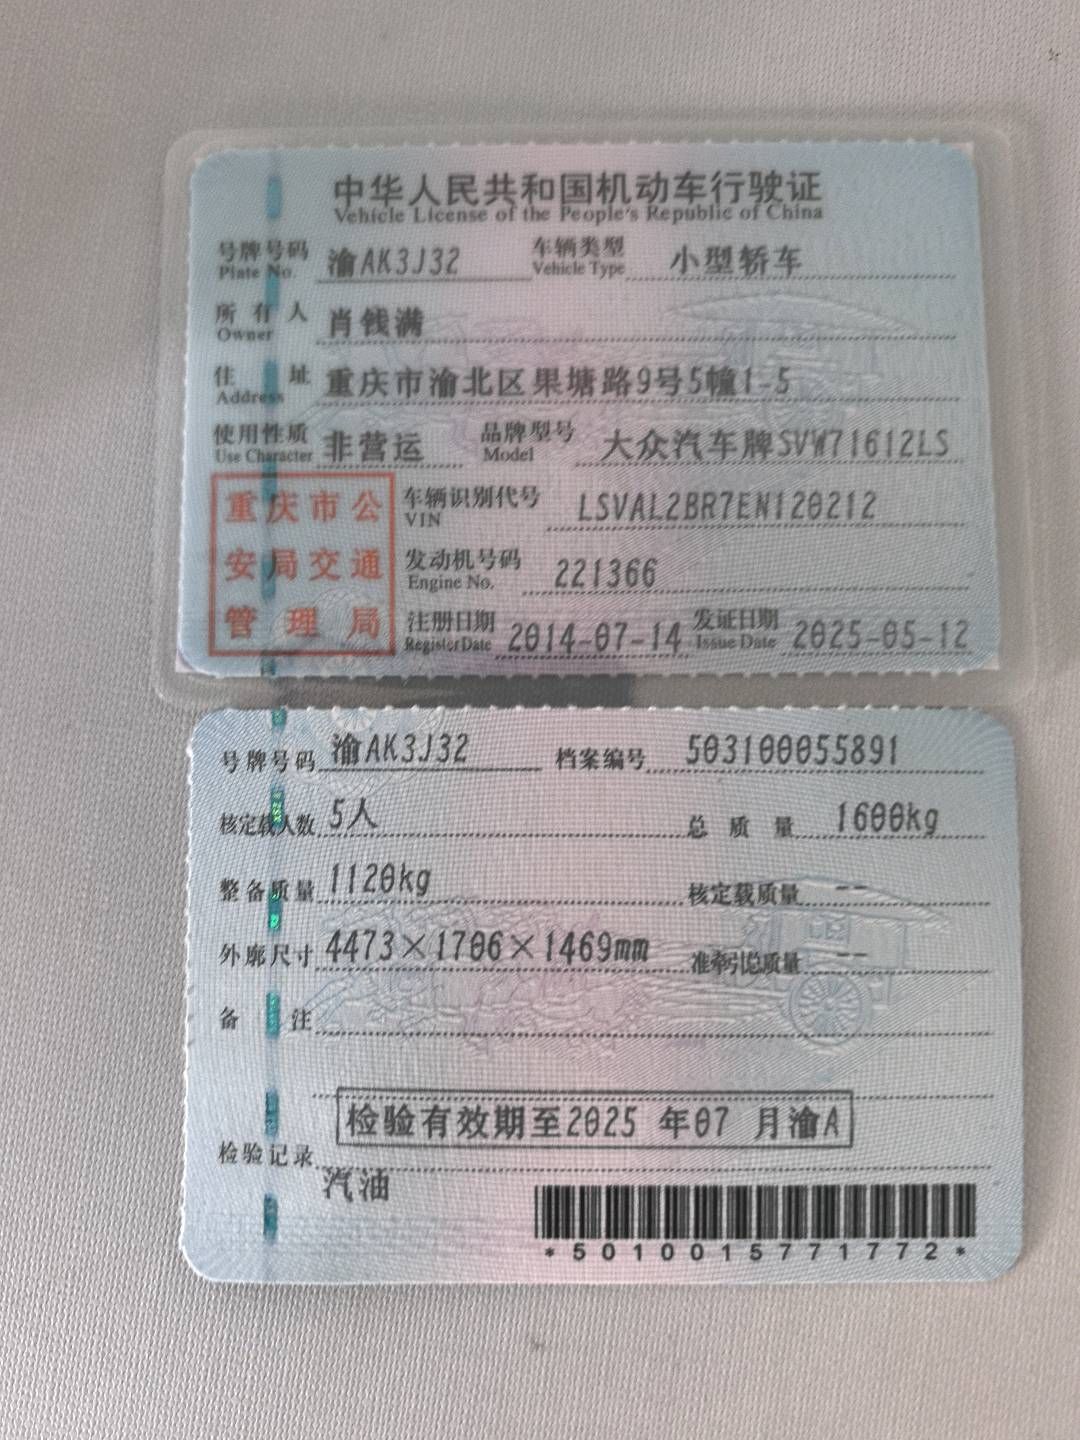 中华人民共和国机动车行驶证
Vehicle License of the People's Republic of China
号牌号码 渝AK3J32 车辆类型 小型轿车
Plate No. Vehicle Type
所有人 肖钱满
Owner
住址 重庆市渝北区果塘路9号5幢1-5
Address
使用性质 非营运 品牌型号 大众汽车牌SVW71612LS
Use Character Model
重庆市公安局交通管理局
车辆识别代号 LSVAL2BR7EN120212
VIN
发动机号码 221366
Engine No.
注册日期 2014-07-14 发证日期 2025-05-12
Register Date Issue Date
号牌号码 渝AK3J32 档案编号 503100055891
核定载人数 5人 总质量 1600kg
整备质量 1120kg 核定载质量 --
外廓尺寸 4473×1706×1469mm 准牵引总质量 --
备注
检验有效期至2025 年07 月渝A
检验记录
汽油
*5010015771772*